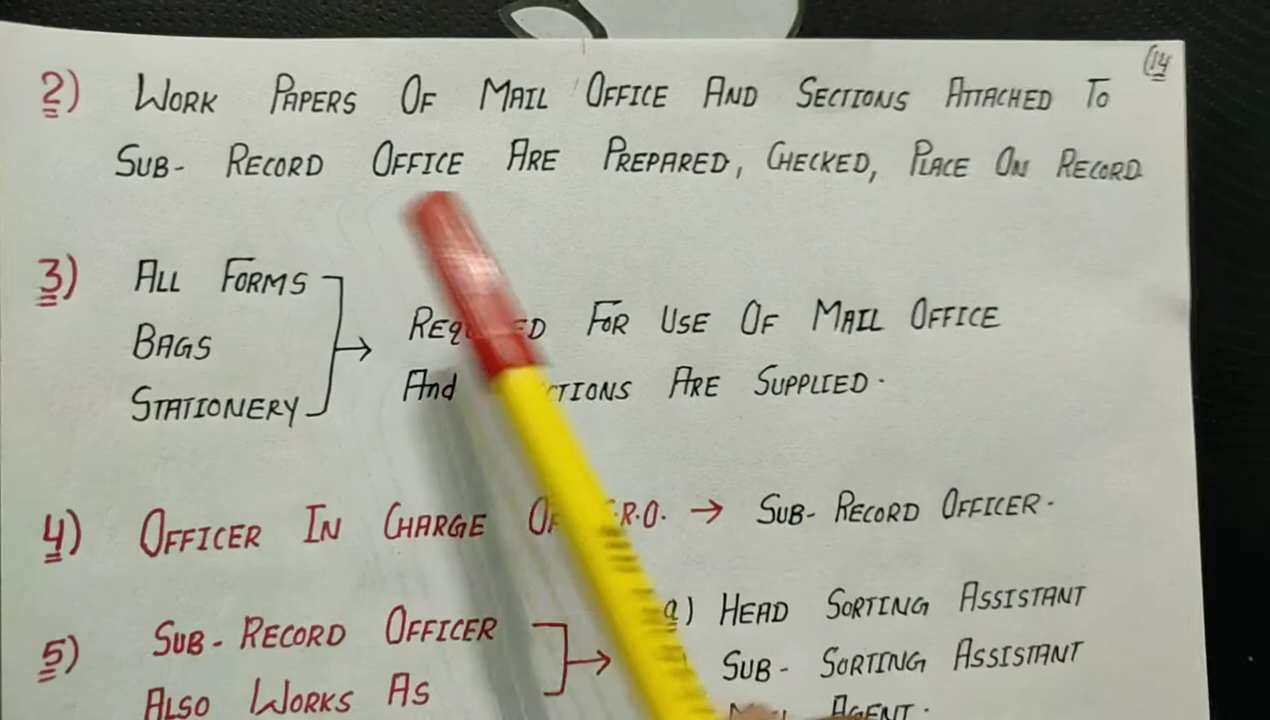 14
2) WORK PAPERS OF MAIL OFFICE AND SECTIONS ATTACHED TO
SUB- RECORD OFFICE ARE PREPARED, CHECKED, PLACE ON RECORD
3) ALL FORMS
BAGS
STATIONERY
FOR USE OF MAIL OFFICE
And ARE SUPPLIED.
4) OFFICER IN CHARGE → SUB- RECORD OFFICER.
5) SUB- RECORD OFFICER
ALSO WORKS AS
a) HEAD SORTING ASSISTANT
SUB- SORTING ASSISTANT
AGENT.